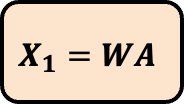 X₁ = WA